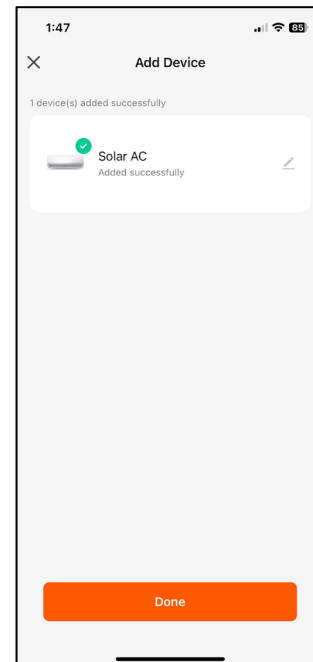 1:47
85
Add Device
1 device(s) added successfully
Solar AC
Added successfully
Done